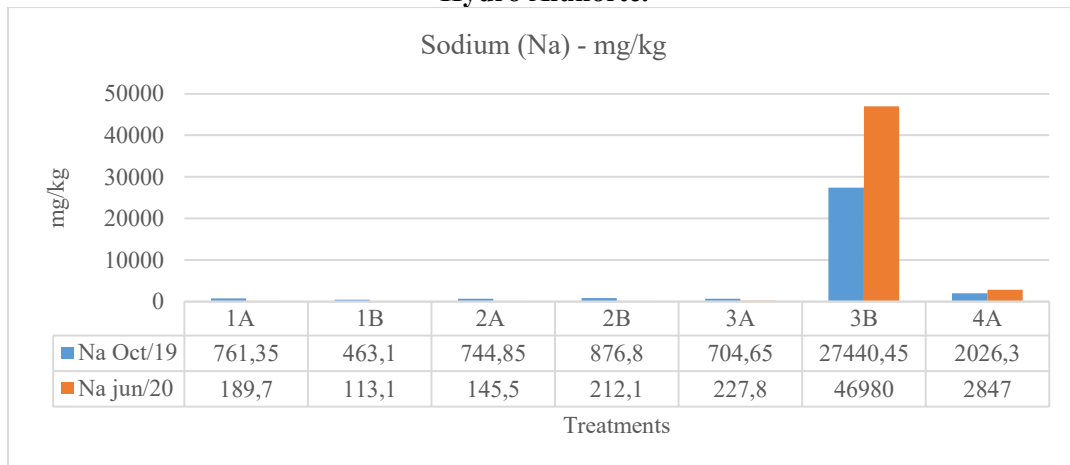 Hydro Alunorte.
Sodium (Na) - mg/kg
50000
40000
30000
20000
10000
0
mg/kg
1A 1B 2A 2B 3A 3B 4A
Na Oct/19 761,35 463,1 744,85 876,8 704,65 27440,45 2026,3
Na jun/20 189,7 113,1 145,5 212,1 227,8 46980 2847
Treatments